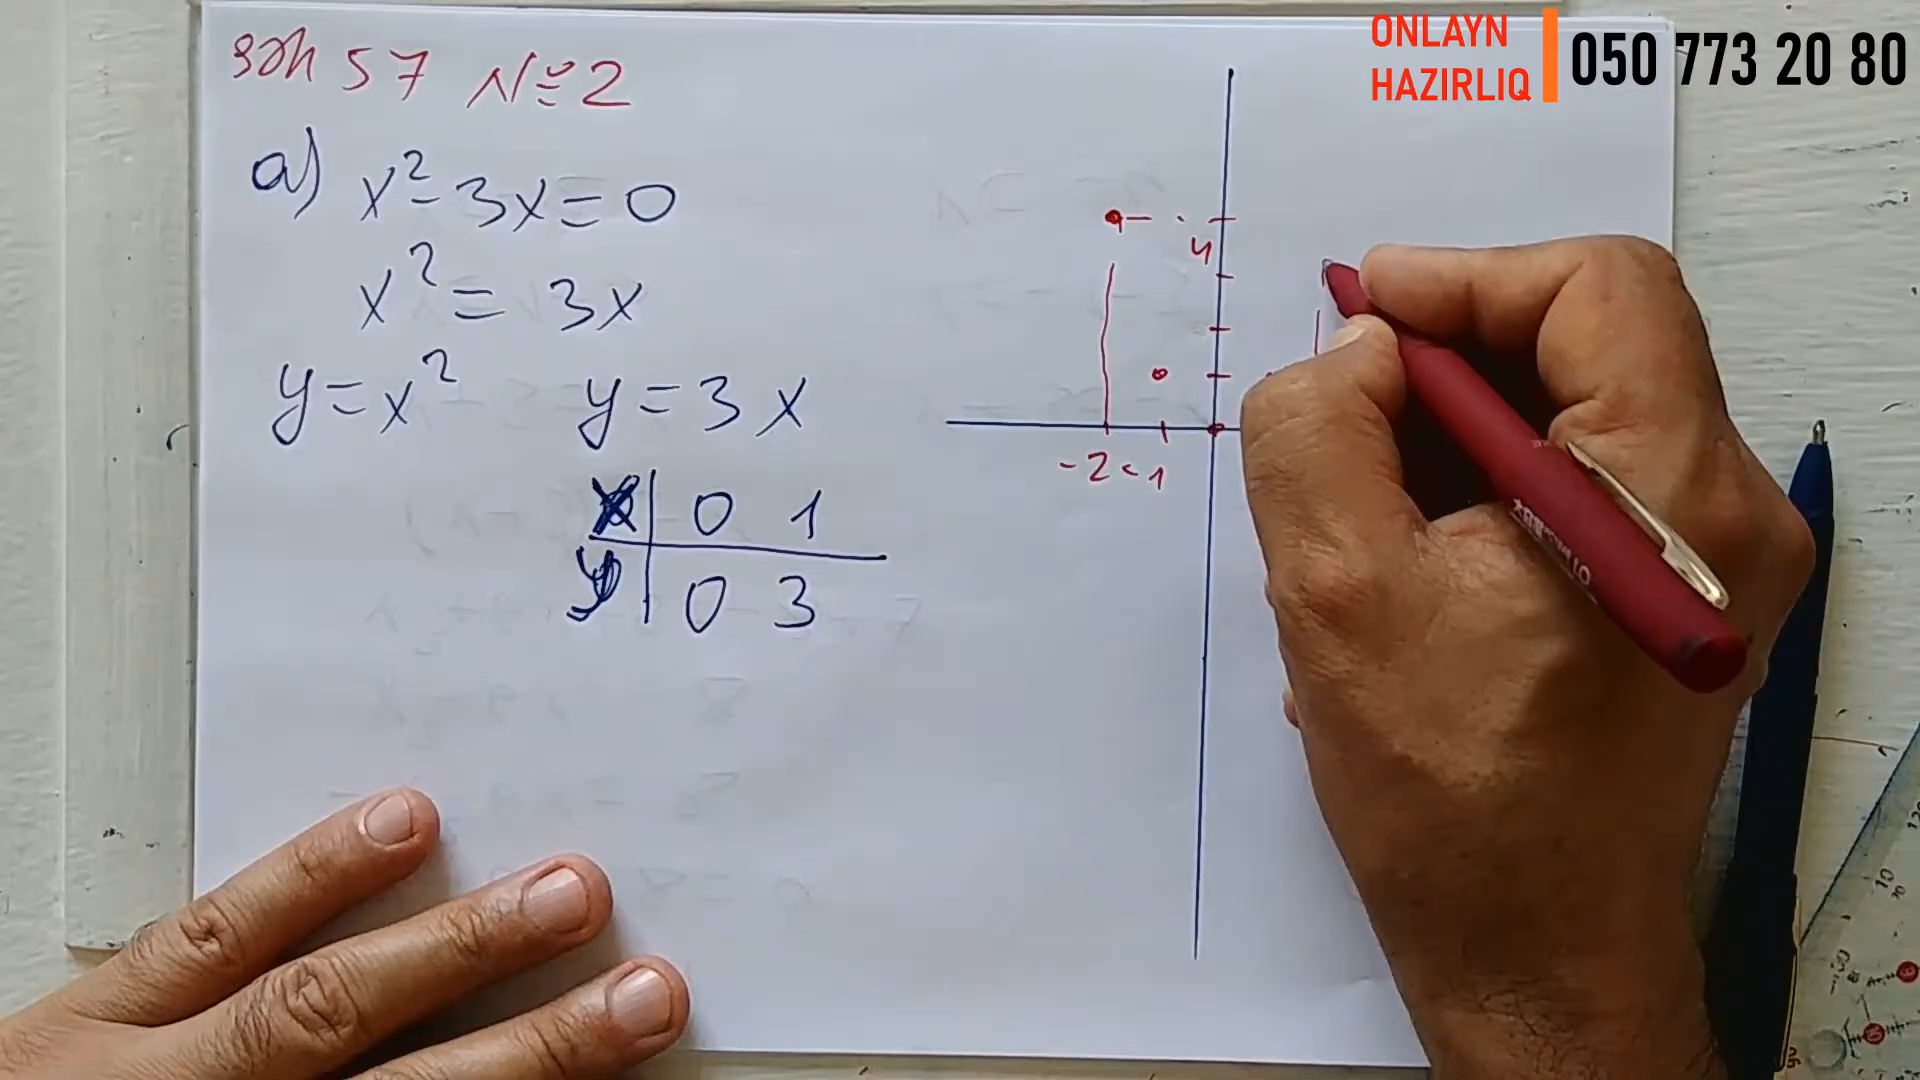 səh 57 №2
a) x² - 3x = 0
x² = 3x
y = x² y = 3x
x 0 1
y 0 3
4
-2 -1
ONLAYN
HAZIRLIQ
050 773 20 80